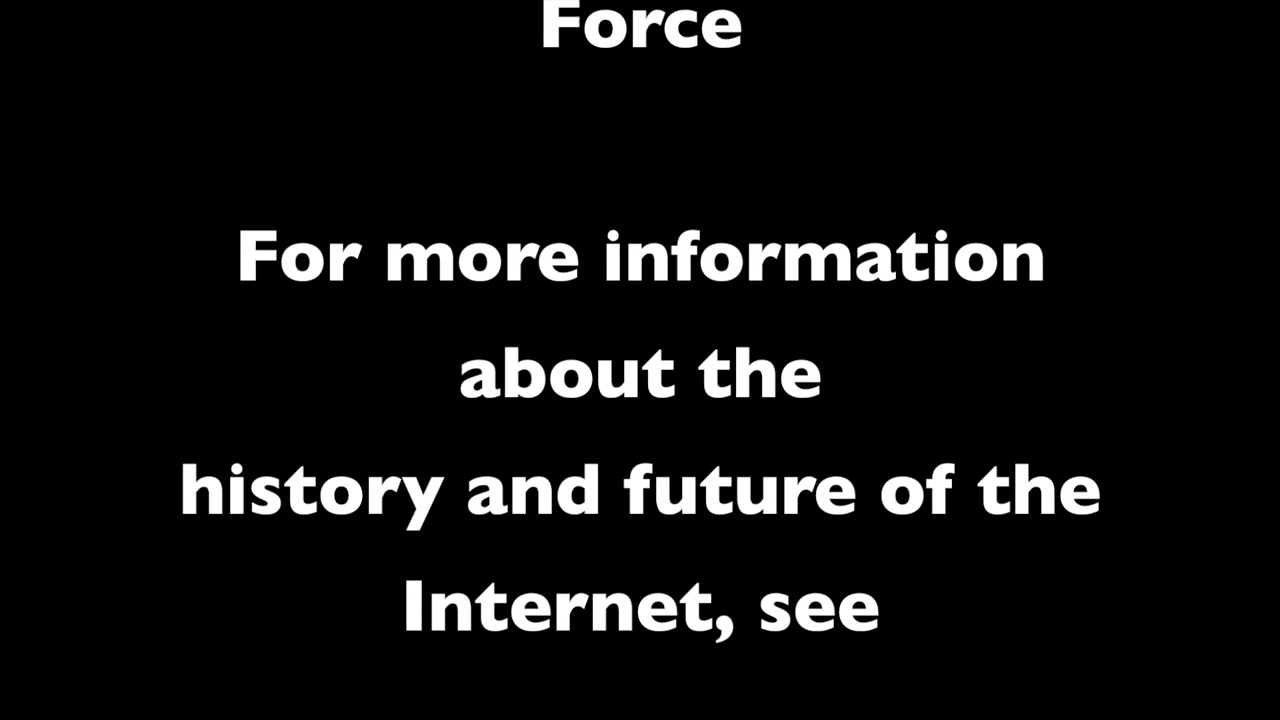 Force
For more information
about the
history and future of the
Internet, see